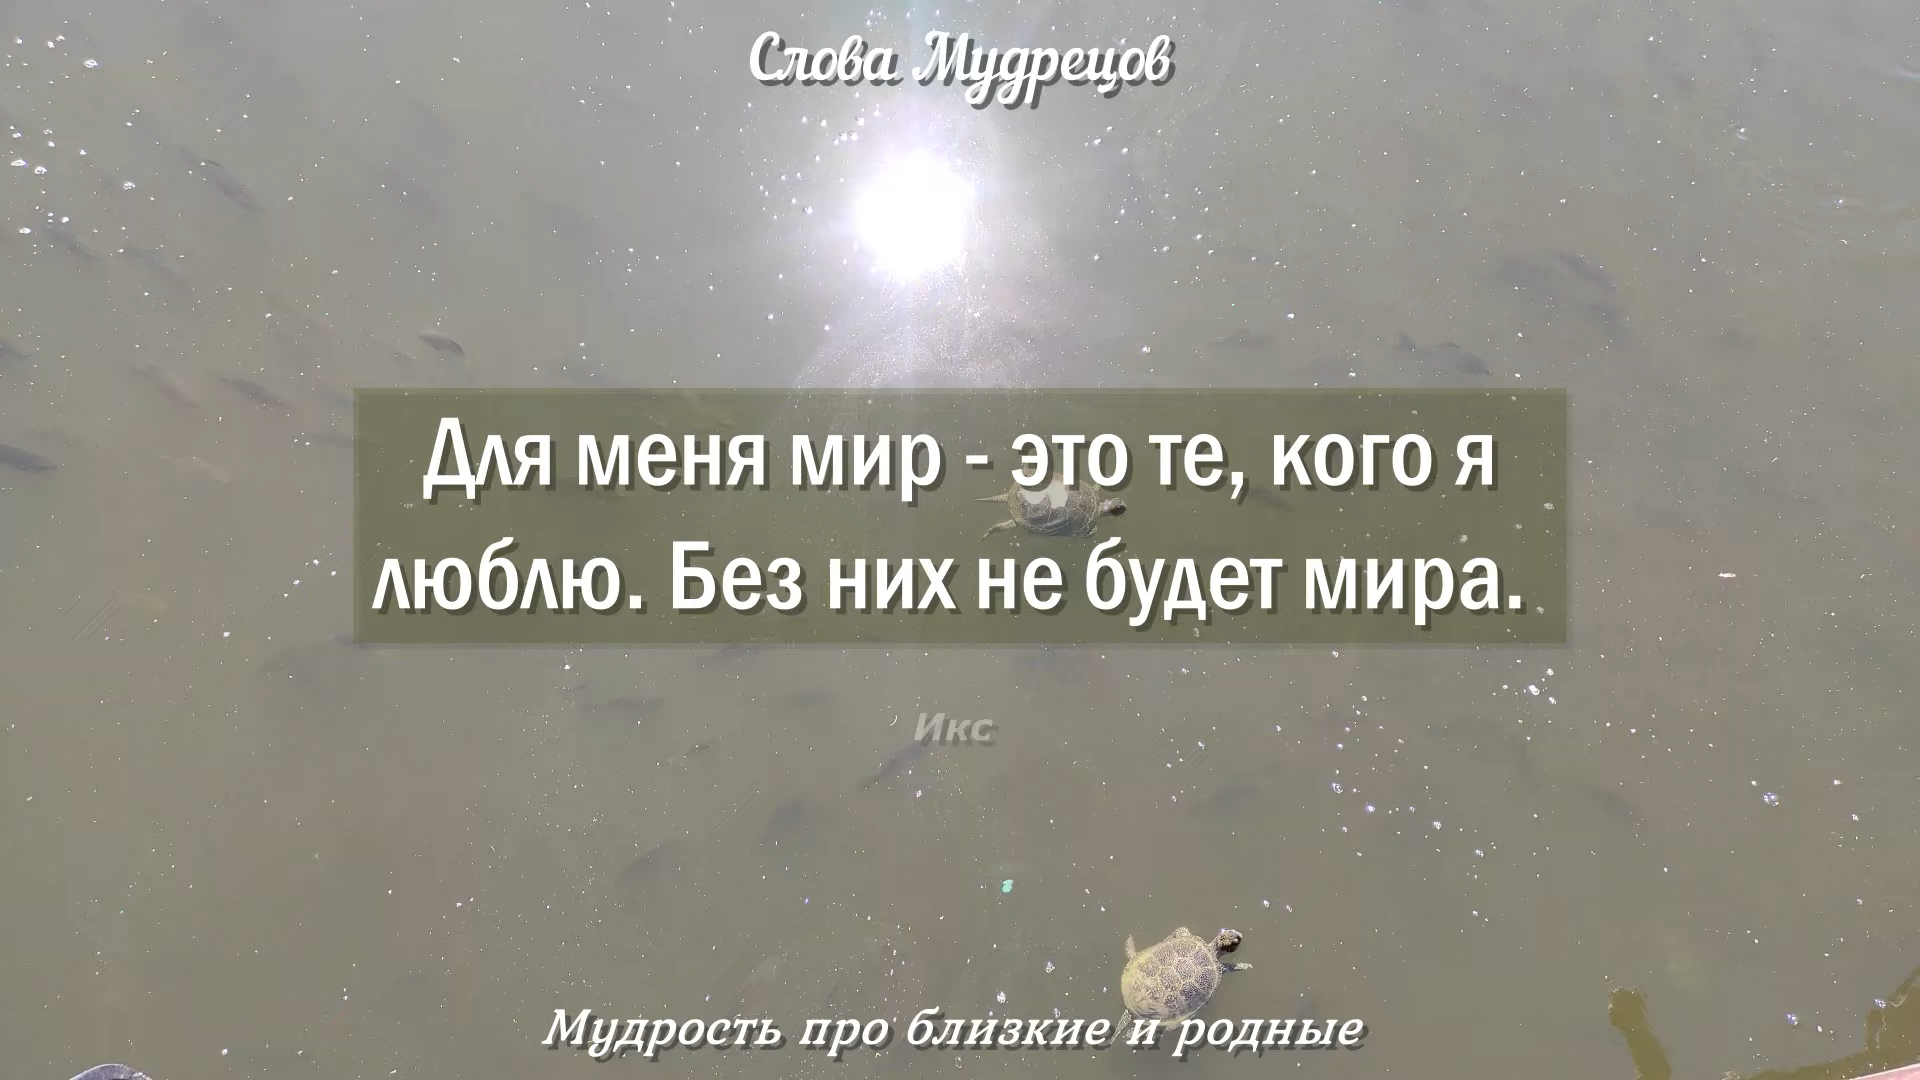 Слова Мудрецов
Для меня мир - это те, кого я
люблю. Без них не будет мира.
Икс
Мудрость про близкие и родные